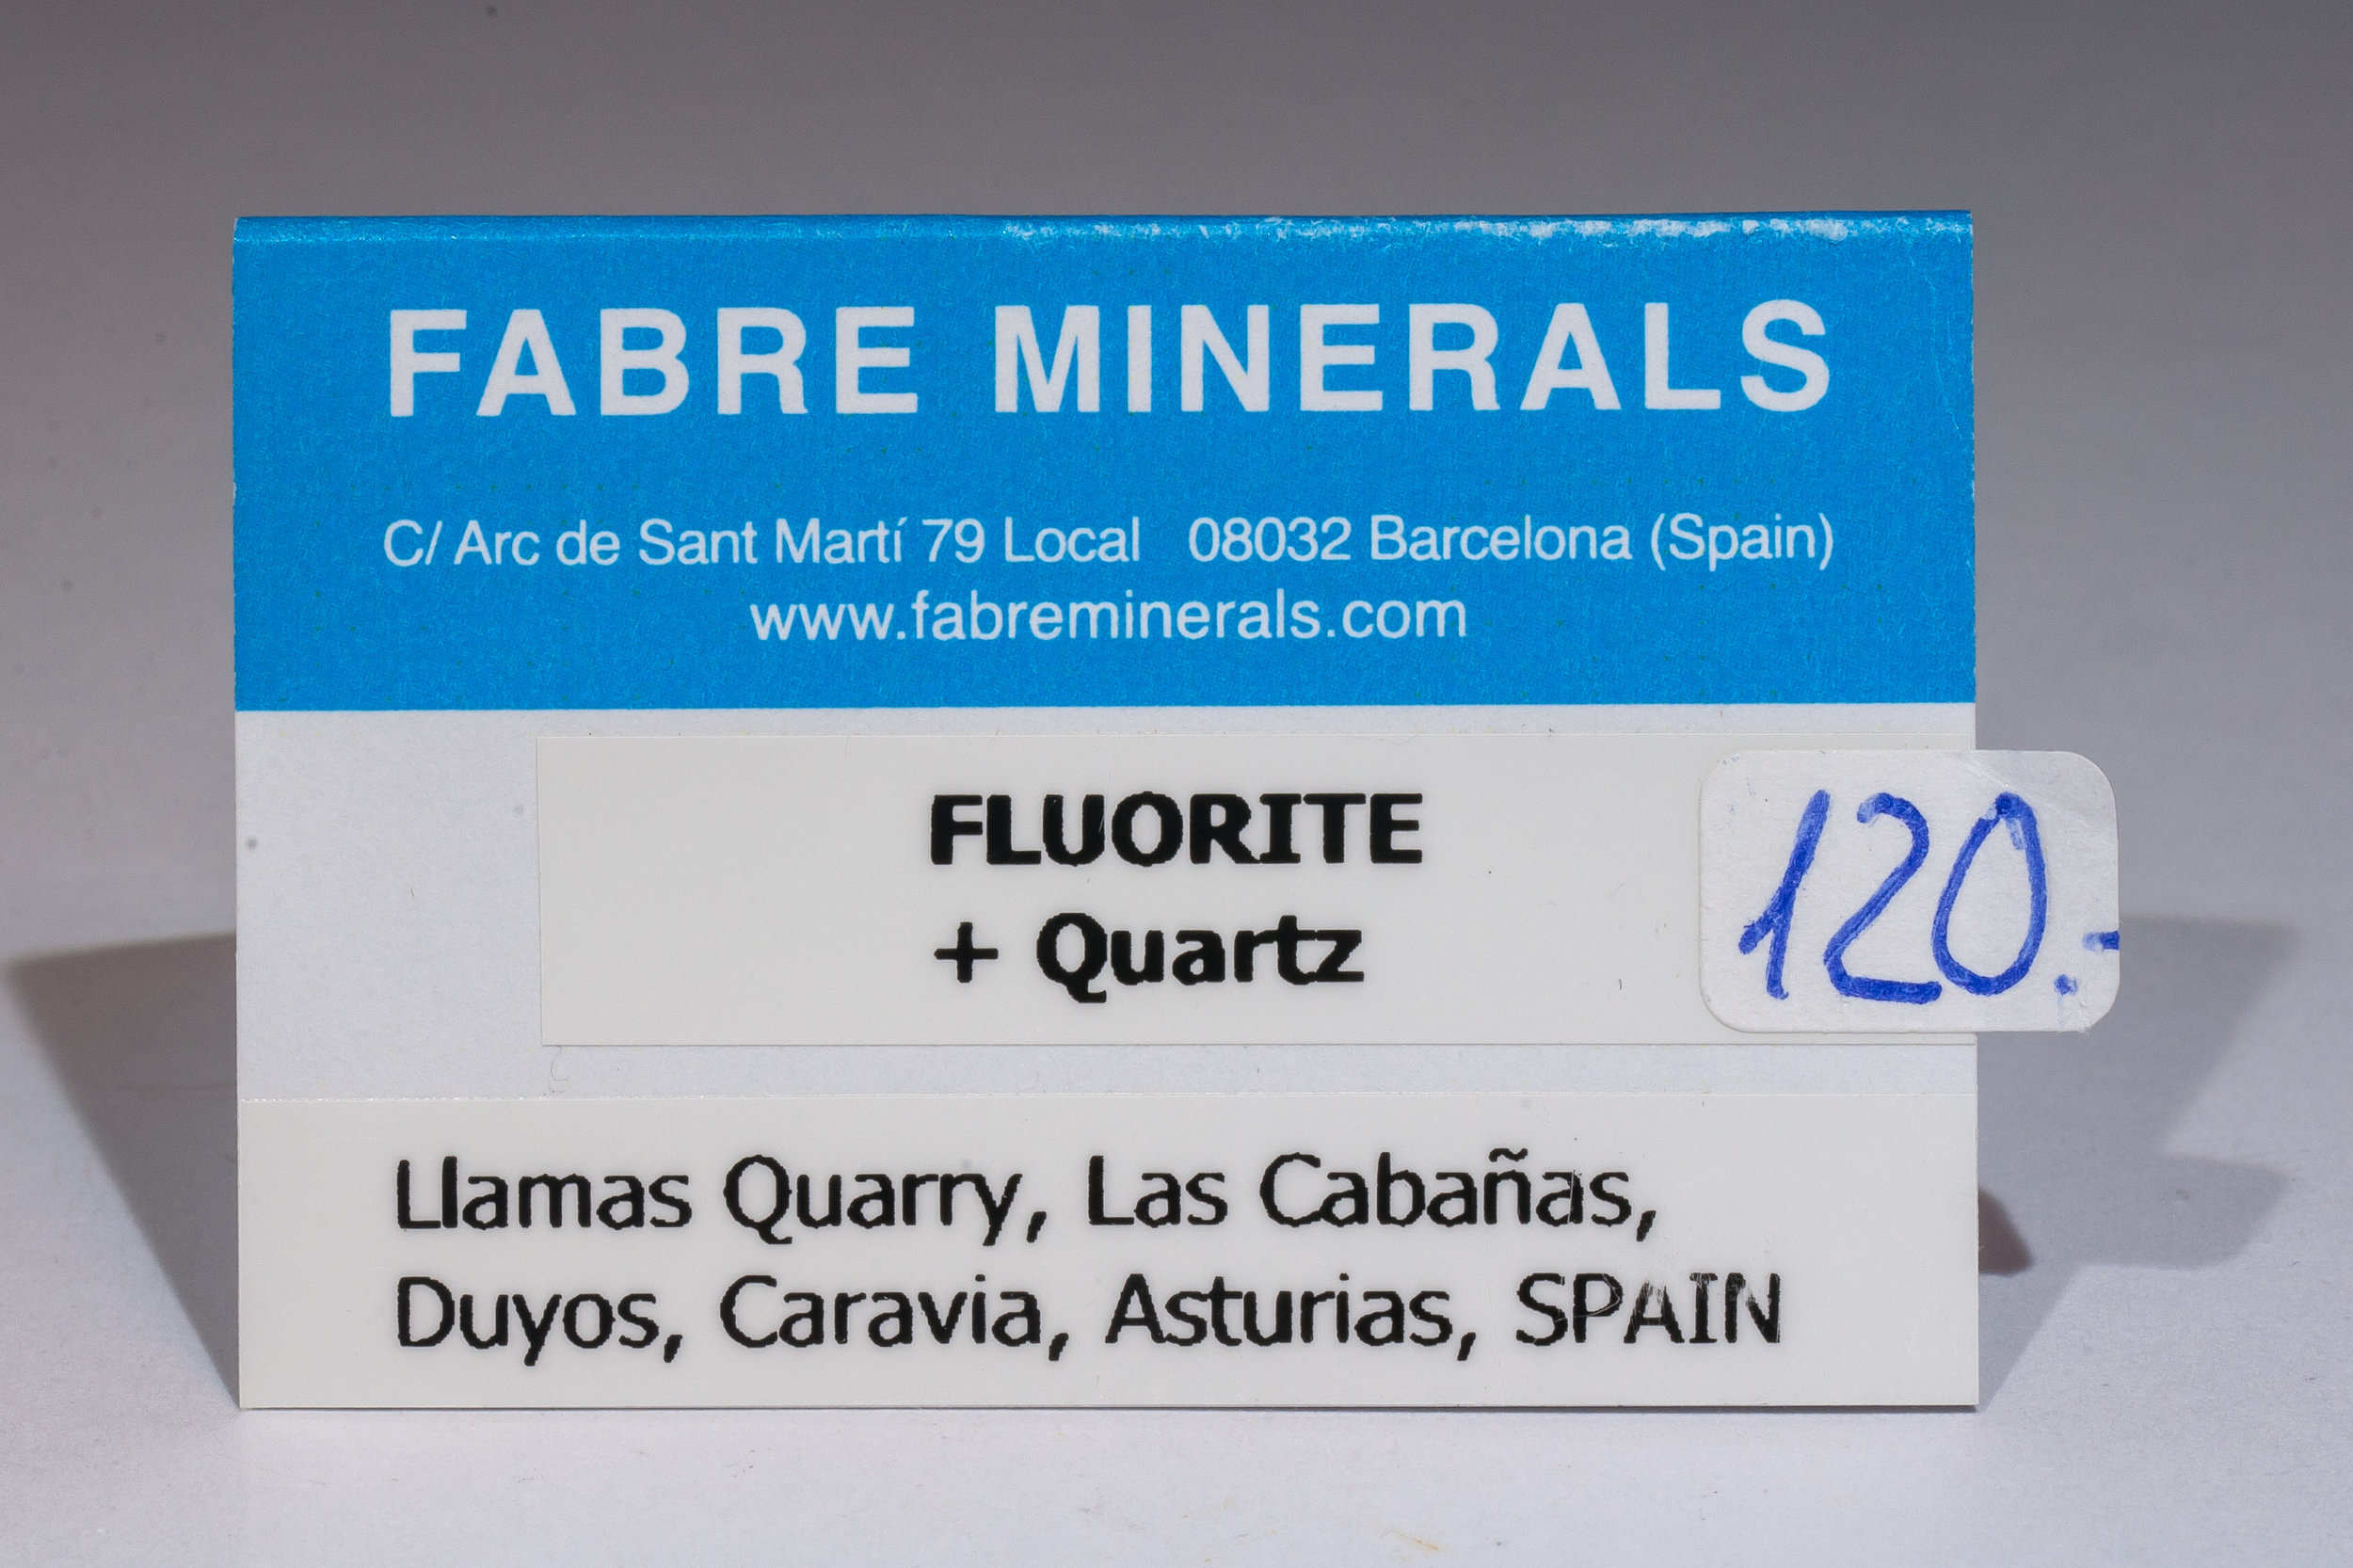 FABRE MINERALS
C/ Arc de Sant Martí 79 Local 08032 Barcelona (Spain)
www.fabreminerals.com
FLUORITE
+ Quartz
120.-
Llamas Quarry, Las Cabañas,
Duyos, Caravia, Asturias, SPAIN